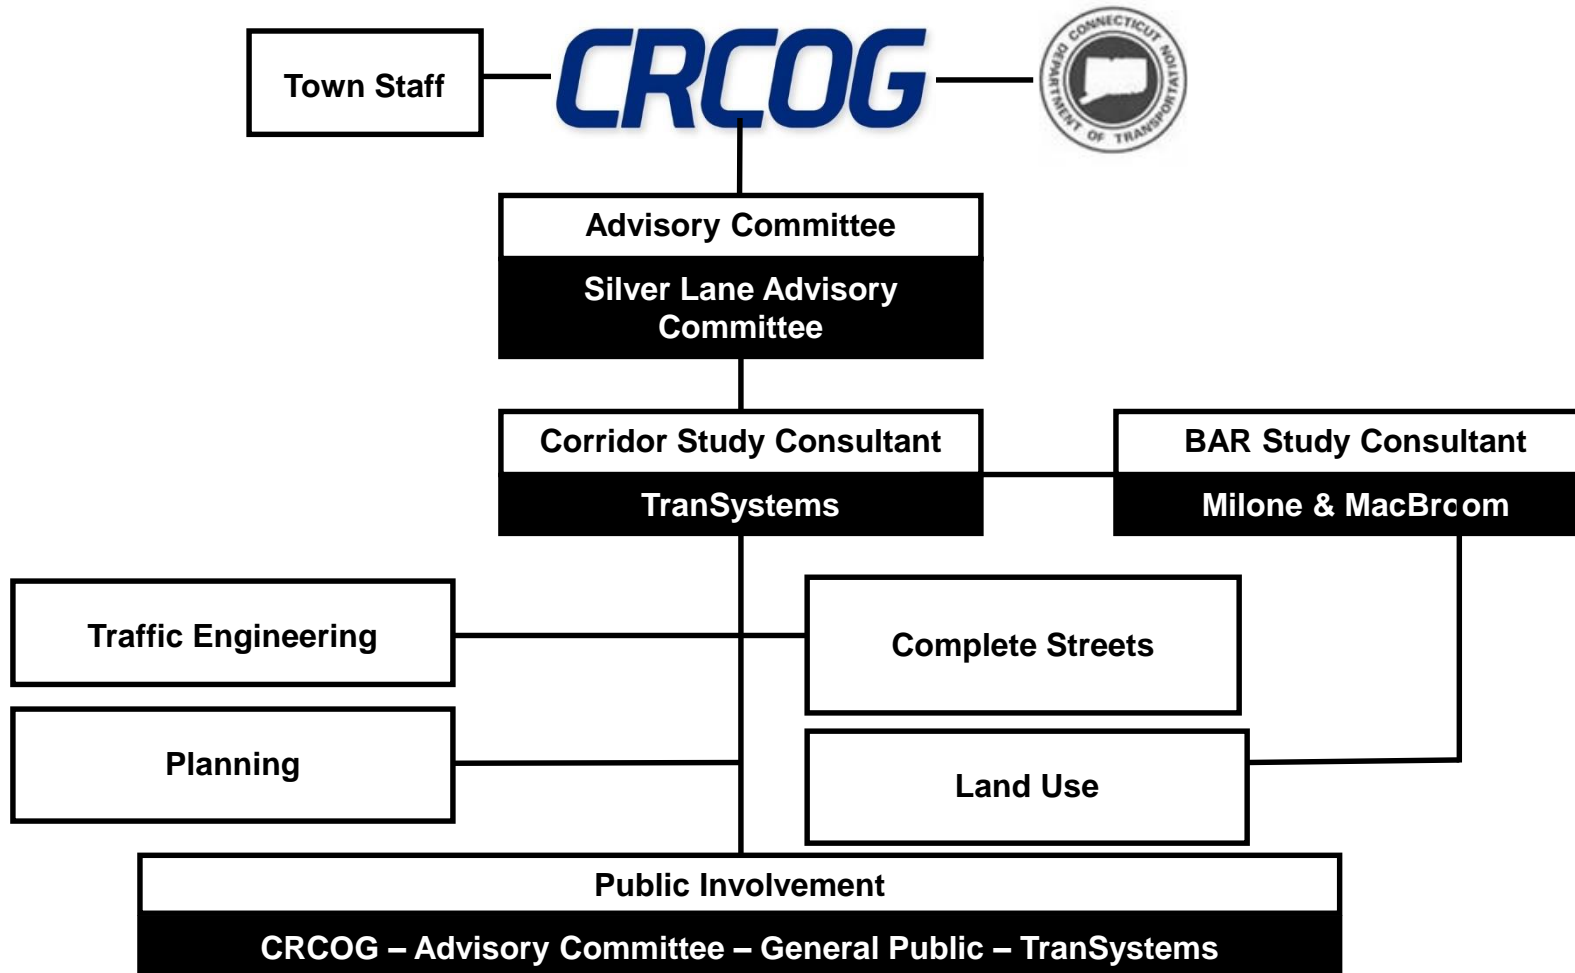 Town Staff
CRCOG
CONNECTICUT
DEPARTMENT OF TRANSPORTATION
Advisory Committee
Silver Lane Advisory
Committee
Corridor Study Consultant
TranSystems
BAR Study Consultant
Milone & MacBroom
Traffic Engineering
Complete Streets
Planning
Land Use
Public Involvement
CRCOG – Advisory Committee – General Public – TranSystems